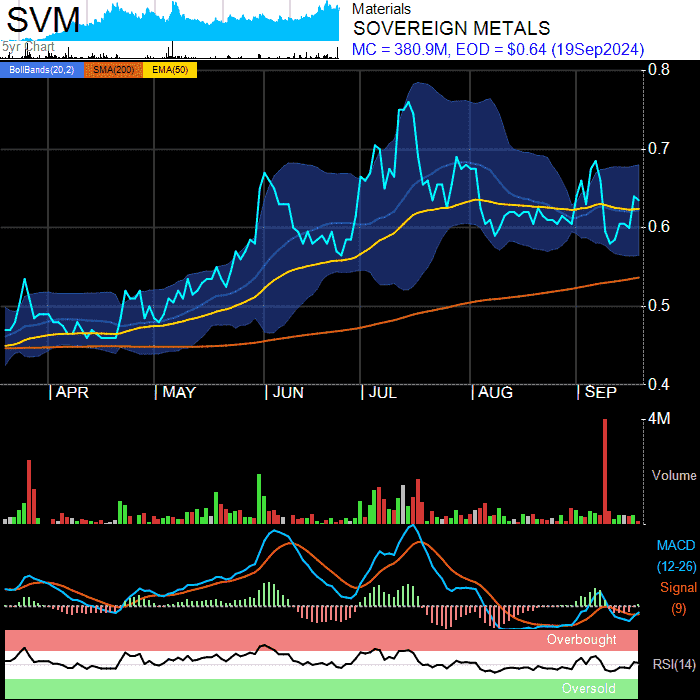 SVM
5yr Chart
Materials
SOVEREIGN METALS
MC = 380.9M, EOD = $0.64 (19Sep2024)
BollBands(20,2) SMA(200) EMA(50)
0.8
0.7
0.6
0.5
0.4
APR MAY JUN JUL AUG SEP
4M
Volume
MACD
(12-26)
Signal
(9)
Overbought
RSI(14)
Oversold